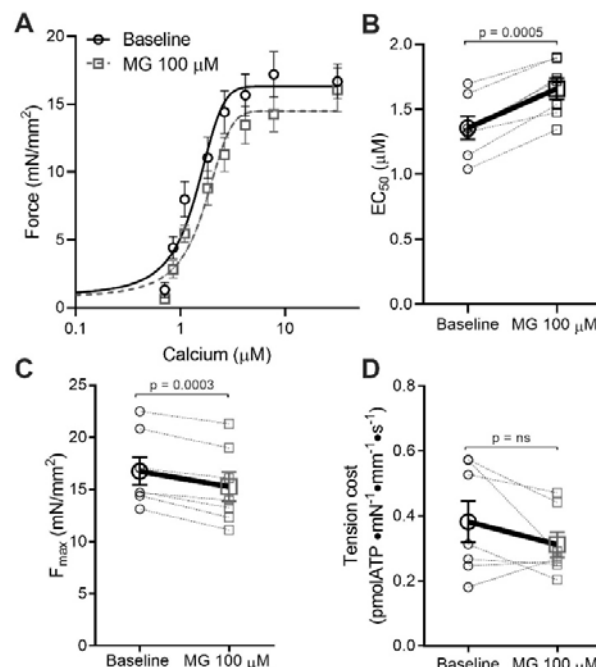 A
Baseline
MG 100 μM
Force (mN/mm²)
20
15
10
5
0
0.1
1
10
Calcium (μM)
B
p = 0.0005
EC₅₀ (μM)
2.0
1.5
1.0
0.5
0.0
Baseline
MG 100 μM
C
p = 0.0003
Fₘₐₓ (mN/mm²)
25
20
15
10
5
0
Baseline
MG 100 μM
D
p = ns
Tension cost
(pmolATP •mN⁻¹•mm⁻¹•s⁻¹)
0.8
0.6
0.4
0.2
0.0
Baseline
MG 100 μM